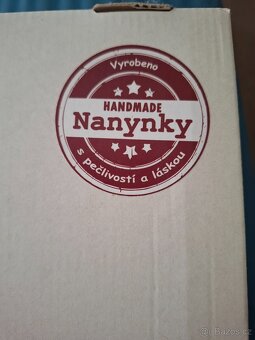 Vyrobeno
HANDMADE
Nanynky
s pečlivostí a láskou
Bazos.cz